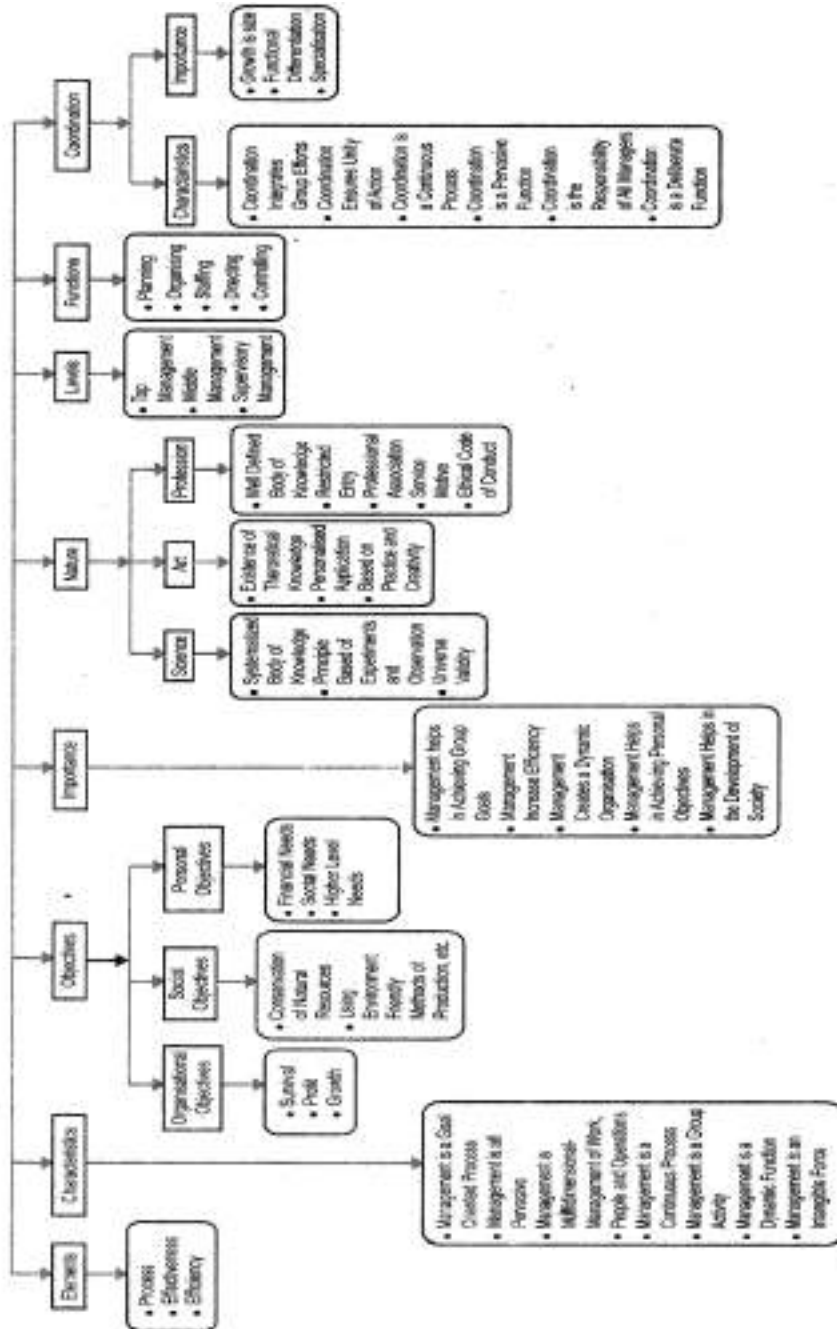 Elements
• Process
• Effectiveness
• Efficiency
Characteristics
• Management is a Goal
Oriented Process
• Management is all
Pervasive
• Management is
Multidimensional-
Management of Work,
• People and Operations
• Management is a
Continuous Process
• Management is a Group
Activity
• Management is a
Dynamic Function
• Management is an
Intangible Force
Objectives
Organisational
Objectives
• Survival
• Profit
• Growth
Social
Objectives
• Conservation
of Natural
Resources
• Using
Environment
Friendly
Methods of
Production, etc.
Personal
Objectives
• Financial Needs
• Social Needs
• Higher Level
Needs
Importance
• Management helps
in Achieving Group
Goals
• Management
Increase Efficiency
• Management
Creates a Dynamic
Organisation
• Management Helps
in Achieving Personal
Objectives
• Management Helps in
the Development of
Society
Nature
Science
• Systematized
Body of
Knowledge
• Principle
Based of
Experiments
and
Observation
• Universe
Validity
Art
• Existence of
Theroretical
Knowledge
• Personalised
Application
• Based on
Practice and
Creativity
Profession
• Well Defined
Body of
Knowledge
• Restricted
Entry
• Professional
Association
• Service
Motive
• Ethical Code
of Conduct
Levels
• Top
Management
• Middle
Management
• Supervisory
Management
Functions
• Planning
• Organising
• Staffing
• Directing
• Controlling
Coordination
Characteristics
• Coordination
Integrates
Group Efforts
• Coordination
Ensures Unity
of Action
• Coordination is
a Continuous
Process
• Coordination
is a Pervasive
Function
• Coordination
is the
Responsibility
of All Managers
• Coordination
is a Deliberate
Function
Importance
• Growth is size
• Functional
Differentiation
• Specialisation